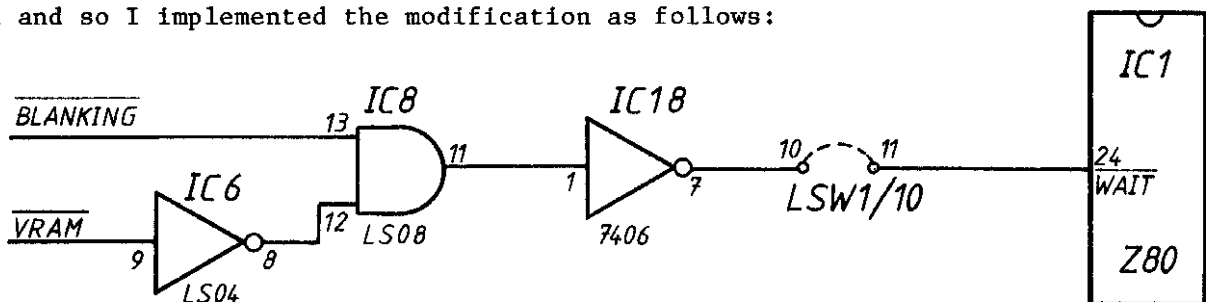 and so I implemented the modification as follows:
IC1
BLANKING
13
IC8
11
IC18
1
7
10
11
LSW1/10
24
WAIT
IC6
12
LS08
7406
VRAM
9
8
LS04
Z80